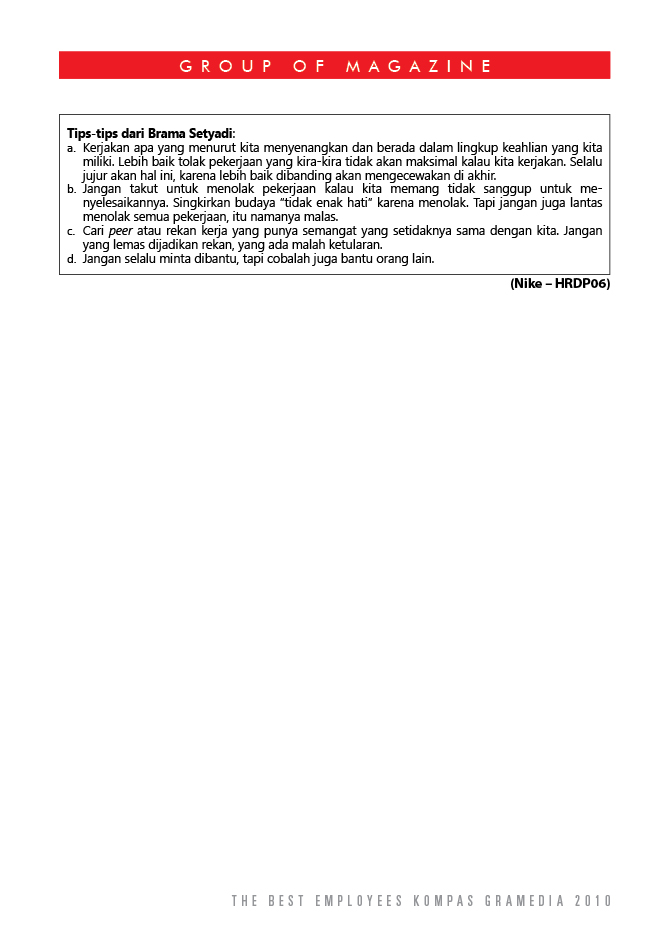 GROUP OF MAGAZINE
Tips-tips dari Brama Setyadi:
a. Kerjakan apa yang menurut kita menyenangkan dan berada dalam lingkup keahlian yang kita
miliki. Lebih baik tolak pekerjaan yang kira-kira tidak akan maksimal kalau kita kerjakan. Selalu
jujur akan hal ini, karena lebih baik dibanding akan mengecewakan di akhir.
b. Jangan takut untuk menolak pekerjaan kalau kita memang tidak sanggup untuk me-
nyelesaikannya. Singkirkan budaya "tidak enak hati" karena menolak. Tapi jangan juga lantas
menolak semua pekerjaan, itu namanya malas.
c. Cari peer atau rekan kerja yang punya semangat yang setidaknya sama dengan kita. Jangan
yang lemas dijadikan rekan, yang ada malah ketularan.
d. Jangan selalu minta dibantu, tapi cobalah juga bantu orang lain.
(Nike – HRDP06)
THE BEST EMPLOYEES KOMPAS GRAMEDIA 2010